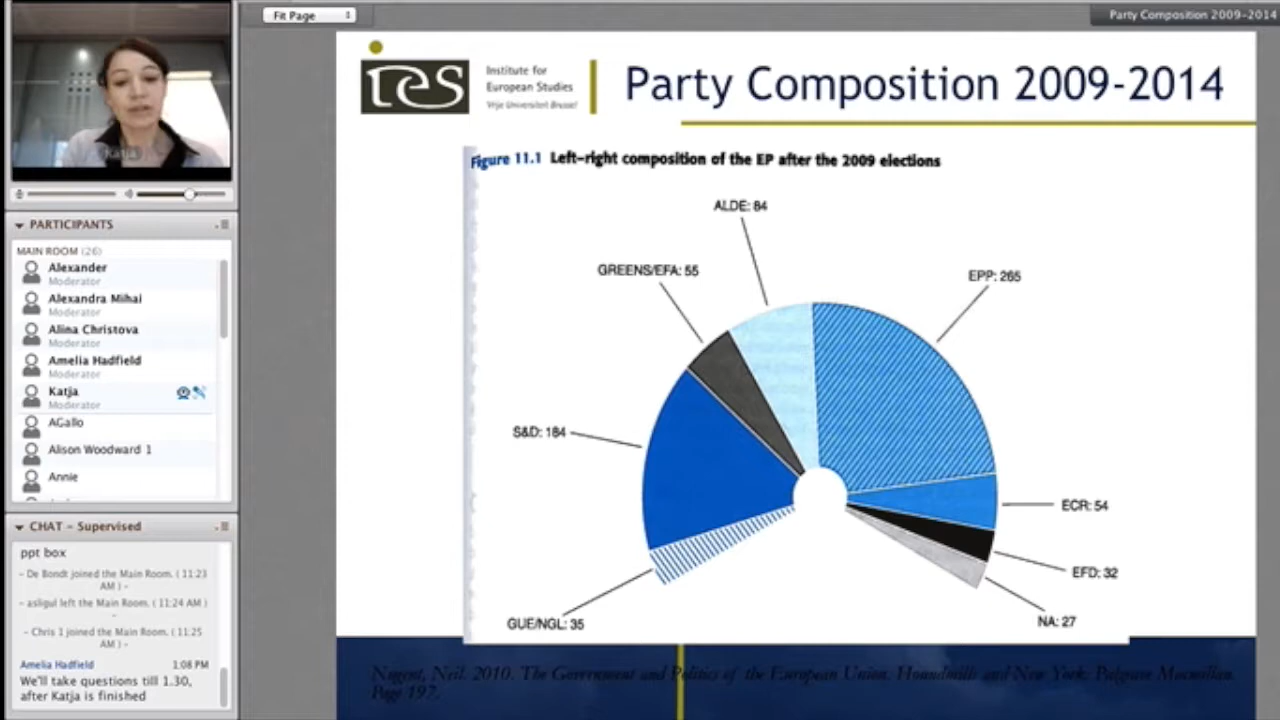 Fit Page
Party Composition 2009-2014
Katja
PARTICIPANTS
MAIN ROOM (26)
Alexander
Moderator
Alexandra Mihai
Moderator
Alina Christova
Moderator
Amelia Hadfield
Moderator
Katja
Moderator
AGallo
Alison Woodward 1
Annie
CHAT - Supervised
ppt box
- De Bondt joined the Main Room. ( 11:23
AM ) -
- asligul left the Main Room. ( 11:24 AM )
-
- Chris 1 joined the Main Room. ( 11:25
AM ) -
Amelia Hadfield 1:08 PM
We'll take questions till 1.30,
after Katja is finished
ies
Institute for
European Studies
Vrije Universiteit Brussel
Party Composition 2009-2014
Figure 11.1 Left-right composition of the EP after the 2009 elections
ALDE: 84
GREENS/EFA: 55
EPP: 265
S&D: 184
ECR: 54
EFD: 32
NA: 27
GUE/NGL: 35
Nugent, Neil. 2010. The Government and Politics of the European Union. Houndmills and New York: Palgrave Macmillan.
Page 197.